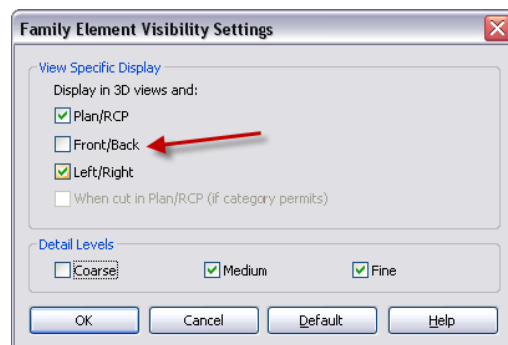 Family Element Visibility Settings
View Specific Display
Display in 3D views and:
Plan/RCP
Front/Back
Left/Right
When cut in Plan/RCP (if category permits)
Detail Levels
Coarse Medium Fine
OK Cancel Default Help